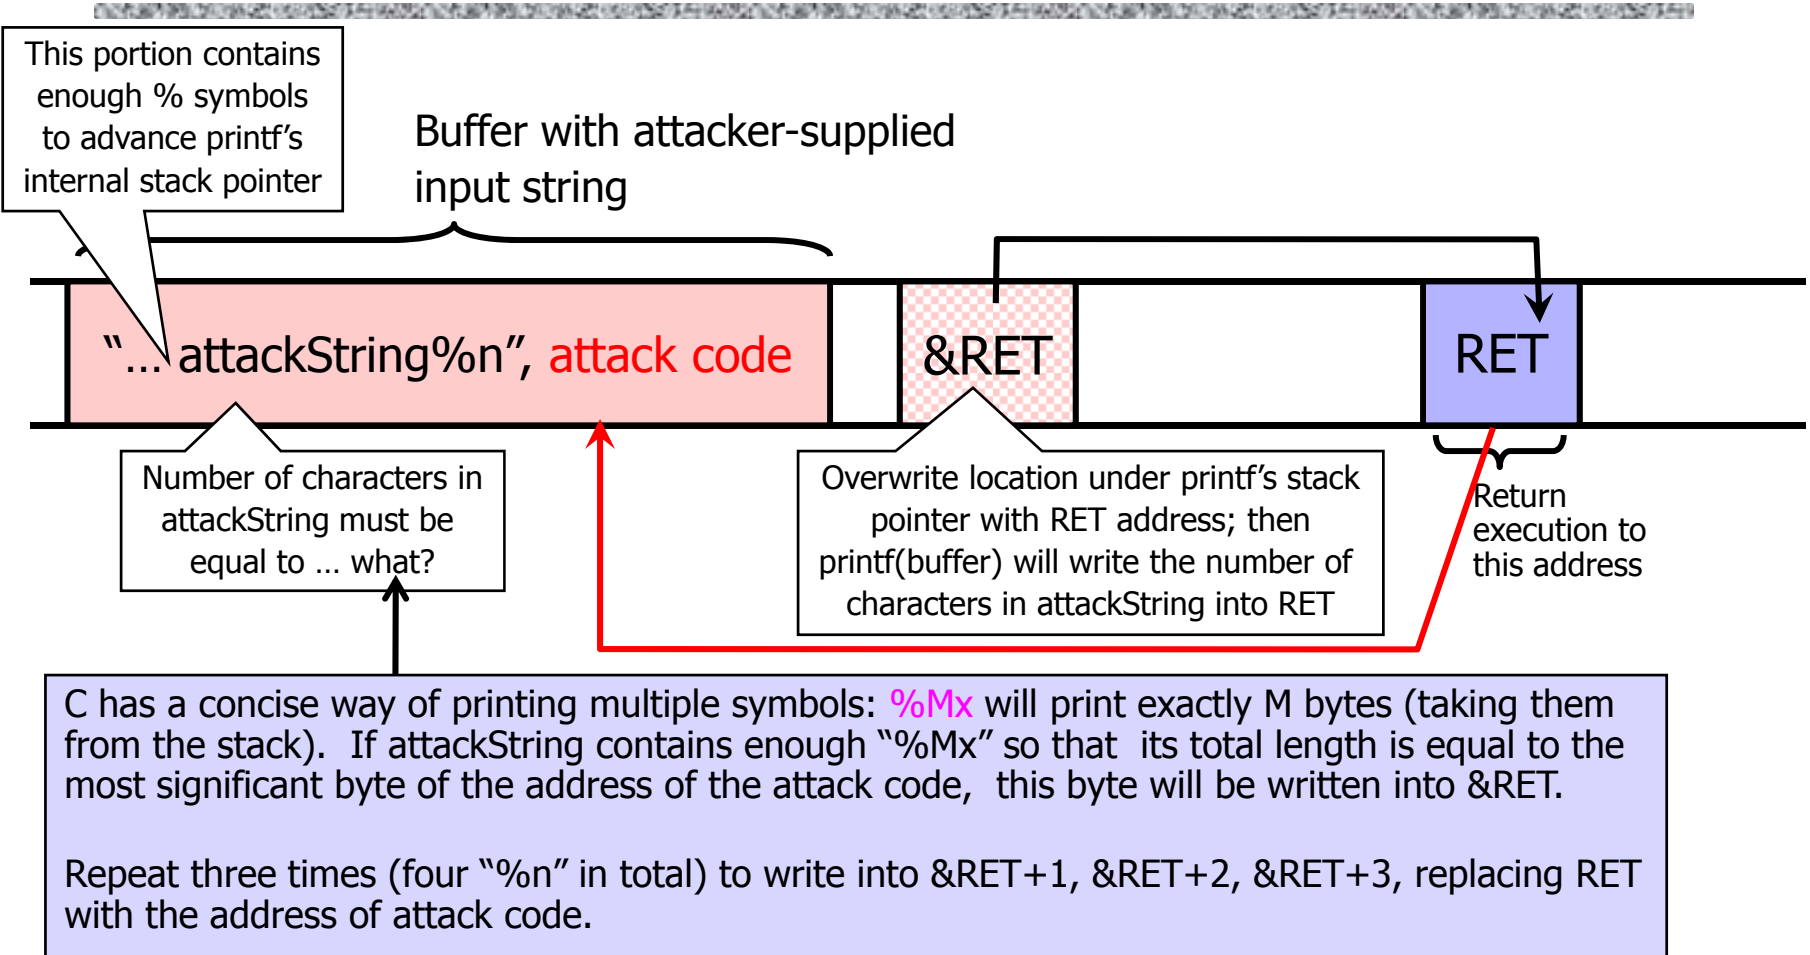 This portion contains
enough % symbols
to advance printf’s
internal stack pointer
Buffer with attacker-supplied
input string
“… attackString%n”, attack code
&RET
RET
Number of characters in
attackString must be
equal to … what?
Overwrite location under printf’s stack
pointer with RET address; then
printf(buffer) will write the number of
characters in attackString into RET
Return
execution to
this address
C has a concise way of printing multiple symbols: %Mx will print exactly M bytes (taking them
from the stack). If attackString contains enough “%Mx” so that its total length is equal to the
most significant byte of the address of the attack code, this byte will be written into &RET.
Repeat three times (four “%n” in total) to write into &RET+1, &RET+2, &RET+3, replacing RET
with the address of attack code.